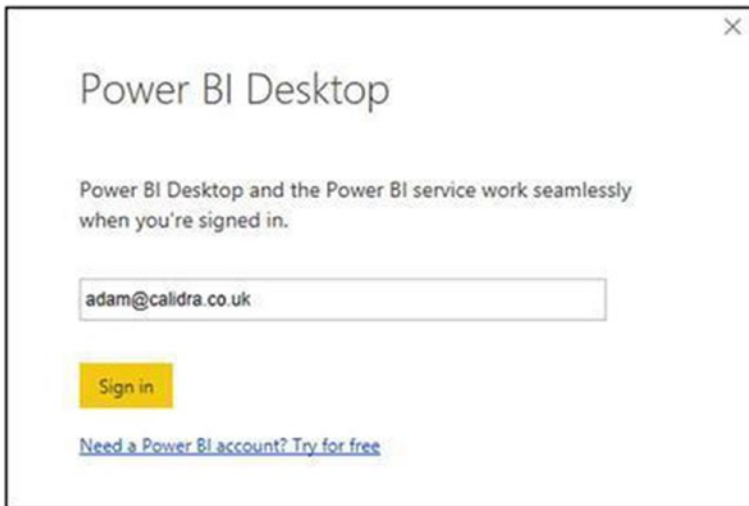 Power BI Desktop
Power BI Desktop and the Power BI service work seamlessly
when you're signed in.
adam@calidra.co.uk
Sign in
Need a Power BI account? Try for free